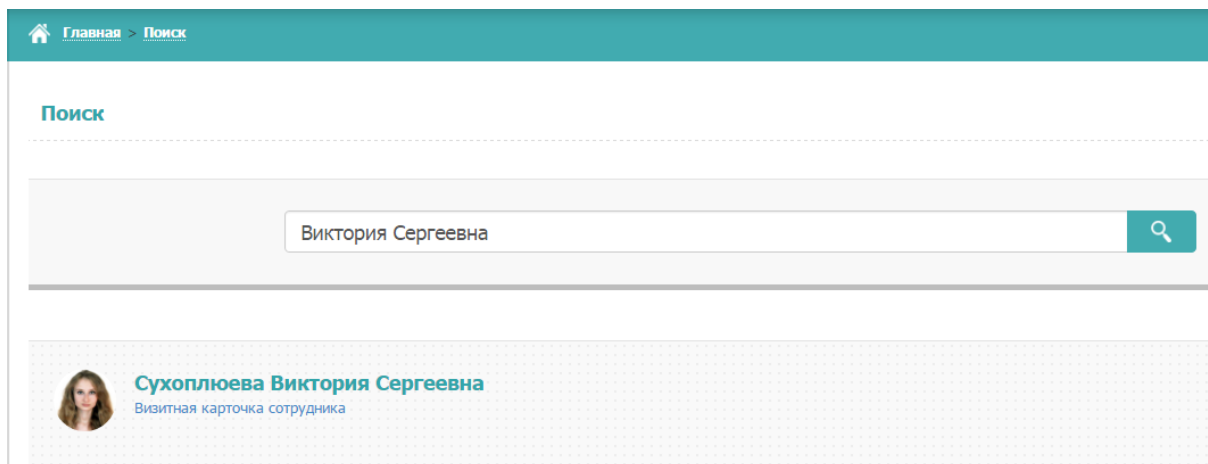 Главная > Поиск
Поиск
Виктория Сергеевна
Сухоплюева Виктория Сергеевна
Визитная карточка сотрудника